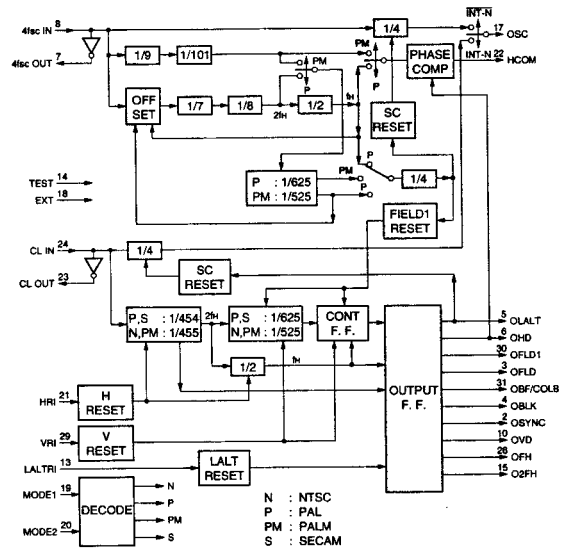 4fsc IN 8
1/4
INT-N
17 OSC
4fsc OUT 7
1/9
1/101
PM
P
PM
P
PHASE COMP
INT-N
22 HCOM
OFF SET
1/7
1/8
2fH
1/2
fH
SC RESET
P
PM
P
1/4
P : 1/625
PM : 1/525
TEST 14
EXT 18
FIELD1 RESET
CL IN 24
1/4
CL OUT 23
SC RESET
P,S : 1/454
N,PM : 1/455
2fH
P,S : 1/625
N,PM : 1/525
CONT F. F.
1/2
fH
OUTPUT F. F.
5 OLALT
6 OHD
30 OFLD1
3 OFLD
31 OBF/COLB
4 OBLK
2 OSYNC
10 OVD
28 OFH
15 O2FH
HRI 21
H RESET
VRI 29
V RESET
LALTRI 13
LALT RESET
MODE1 19
MODE2 20
DECODE
N
P
PM
S
N : NTSC
P : PAL
PM : PALM
S : SECAM